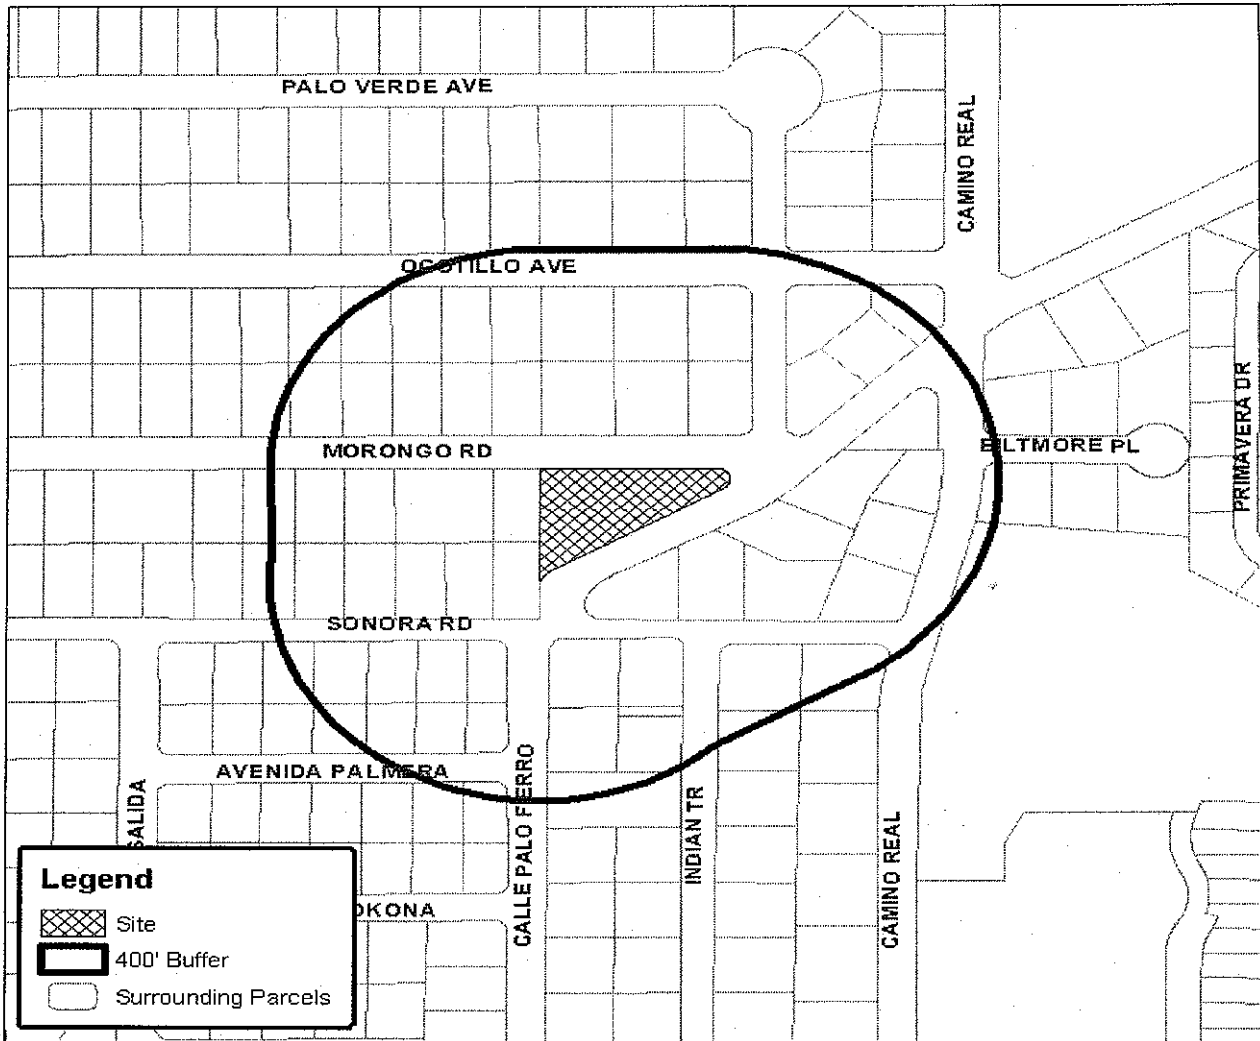 PALO VERDE AVE
CAMINO REAL
OCOTILLO AVE
MORONGO RD
BILTMORE PL
PRIMAVERA DR
SONORA RD
AVENIDA PALMERA
SALIDA
CALLE PALO FIERRO
INDIAN TR
CAMINO REAL
OKONA
Legend
Site
400' Buffer
Surrounding Parcels